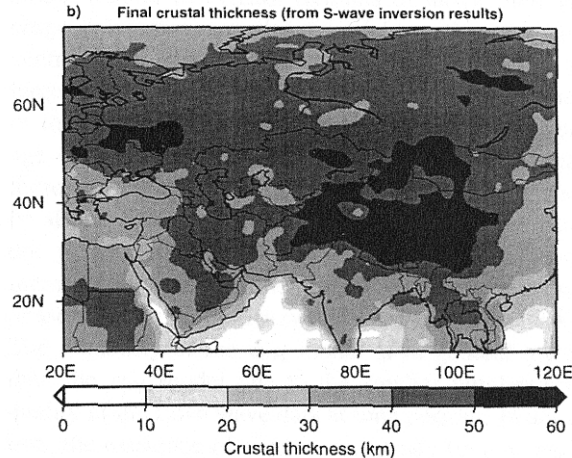 b) Final crustal thickness (from S-wave inversion results)
60N
40N
20N
20E 40E 60E 80E 100E 120E
0 10 20 30 40 50 60
Crustal thickness (km)